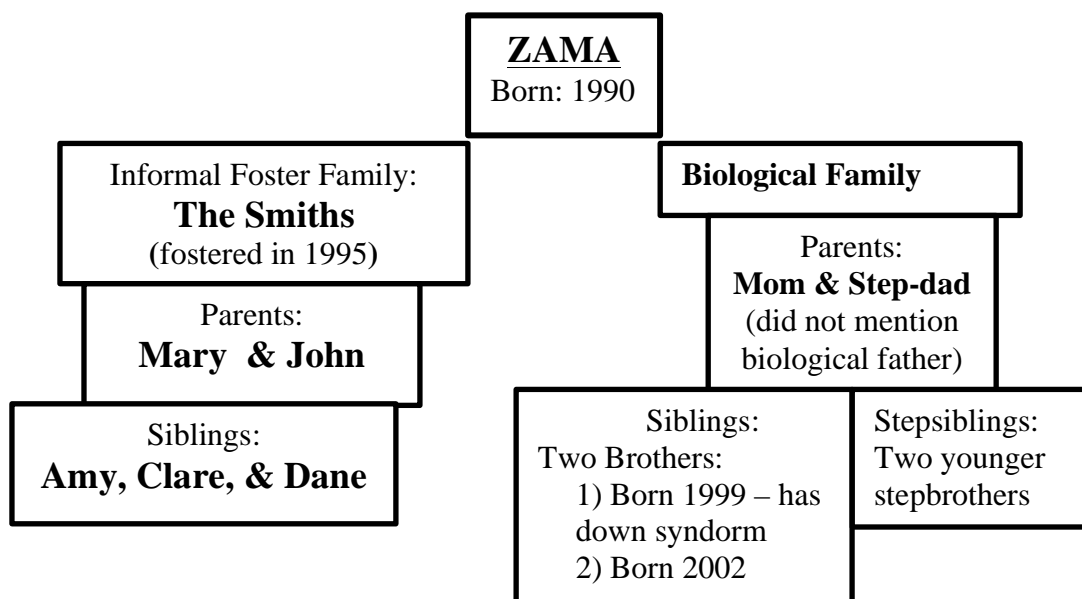 ZAMA
Born: 1990
Informal Foster Family:
The Smiths
(fostered in 1995)
Parents:
Mary & John
Siblings:
Amy, Clare, & Dane
Biological Family
Parents:
Mom & Step-dad
(did not mention
biological father)
Siblings:
Two Brothers:
1) Born 1999 – has
down syndorm
2) Born 2002
Stepsiblings:
Two younger
stepbrothers